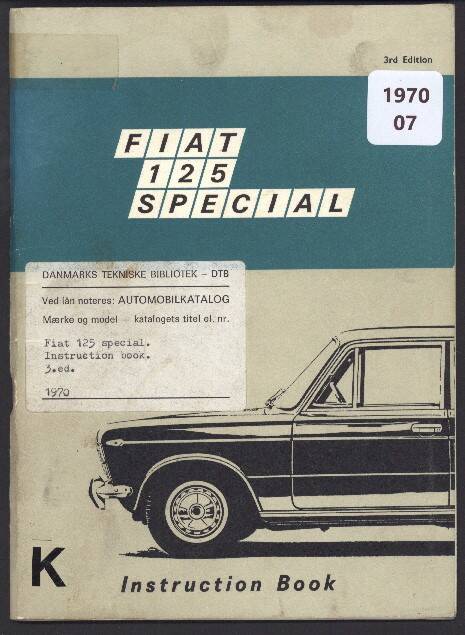 3rd Edition
1970
07
FIAT
125
SPECIAL
DANMARKS TEKNISKE BIBLIOTEK – DTB
Ved lån noteres: AUTOMOBILKATALOG
Mærke og model – katalogets titel el. nr.
Fiat 125 special.
Instruction book.
3.ed.
1970
K
Instruction Book